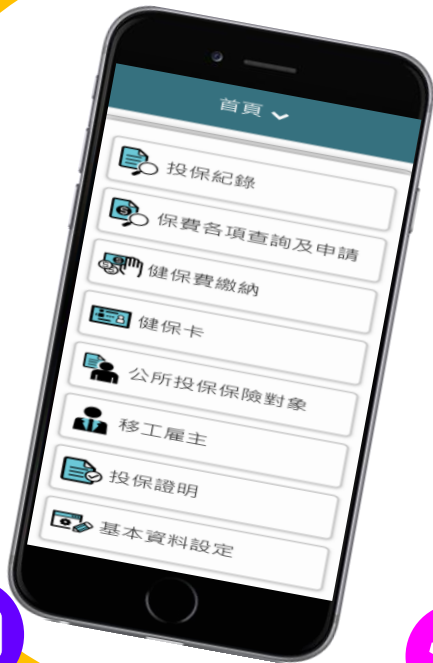 首頁
投保紀錄
保費各項查詢及申請
健保費繳納
健保卡
公所投保保險對象
移工雇主
投保證明
基本資料設定